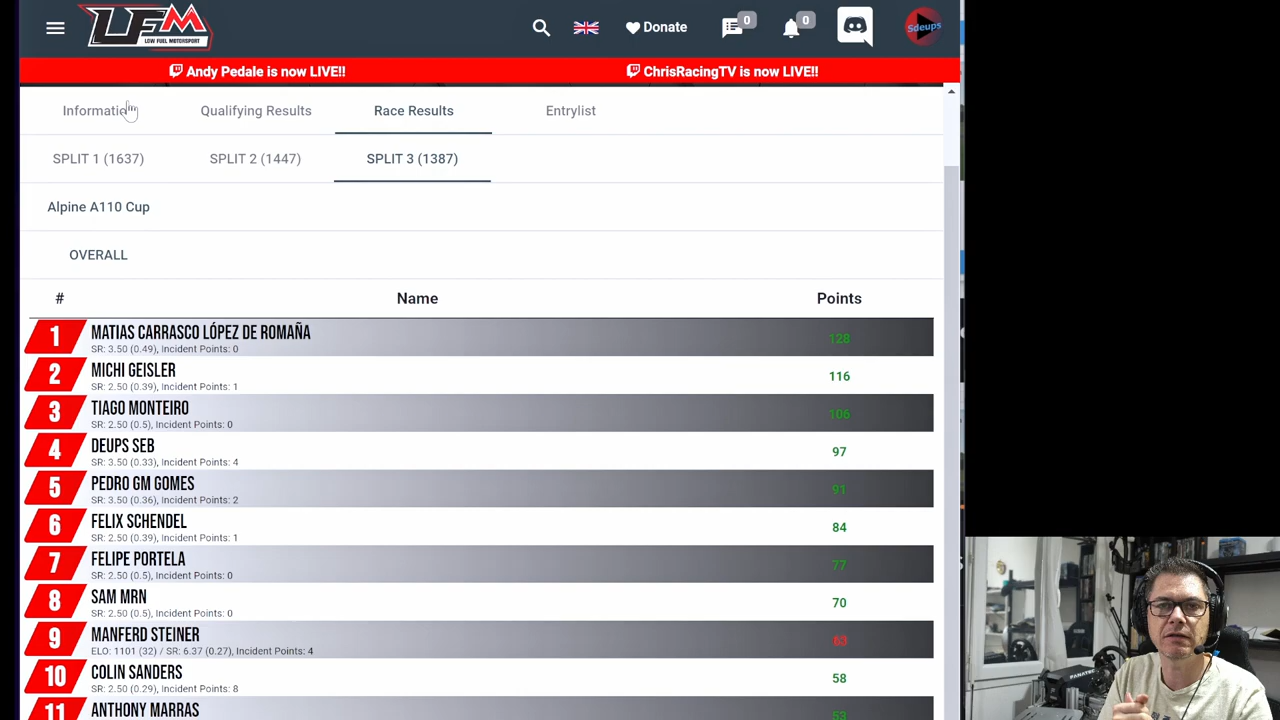 LFM
LOW FUEL MOTORSPORT
Donate
0
0
Sdeups
Andy Pedale is now LIVE!!
ChrisRacingTV is now LIVE!!
Informatio
Qualifying Results
Race Results
Entrylist
SPLIT 1 (1637)
SPLIT 2 (1447)
SPLIT 3 (1387)
Alpine A110 Cup
OVERALL
# Name Points
1 MATIAS CARRASCO LÓPEZ DE ROMAÑA 128
SR: 3.50 (0.49), Incident Points: 0
2 MICHI GEISLER 116
SR: 2.50 (0.39), Incident Points: 1
3 TIAGO MONTEIRO 106
SR: 2.50 (0.5), Incident Points: 0
4 DEUPS SEB 97
SR: 3.50 (0.33), Incident Points: 4
5 PEDRO GM GOMES 91
SR: 3.50 (0.36), Incident Points: 2
6 FELIX SCHENDEL 84
SR: 2.50 (0.39), Incident Points: 1
7 FELIPE PORTELA 77
SR: 2.50 (0.5), Incident Points: 0
8 SAM MRN 70
SR: 2.50 (0.5), Incident Points: 0
9 MANFERD STEINER 63
ELO: 1101 (32) / SR: 6.37 (0.27), Incident Points: 4
10 COLIN SANDERS 58
SR: 2.50 (0.29), Incident Points: 8
11 ANTHONY MARRAS 53
FANATEC